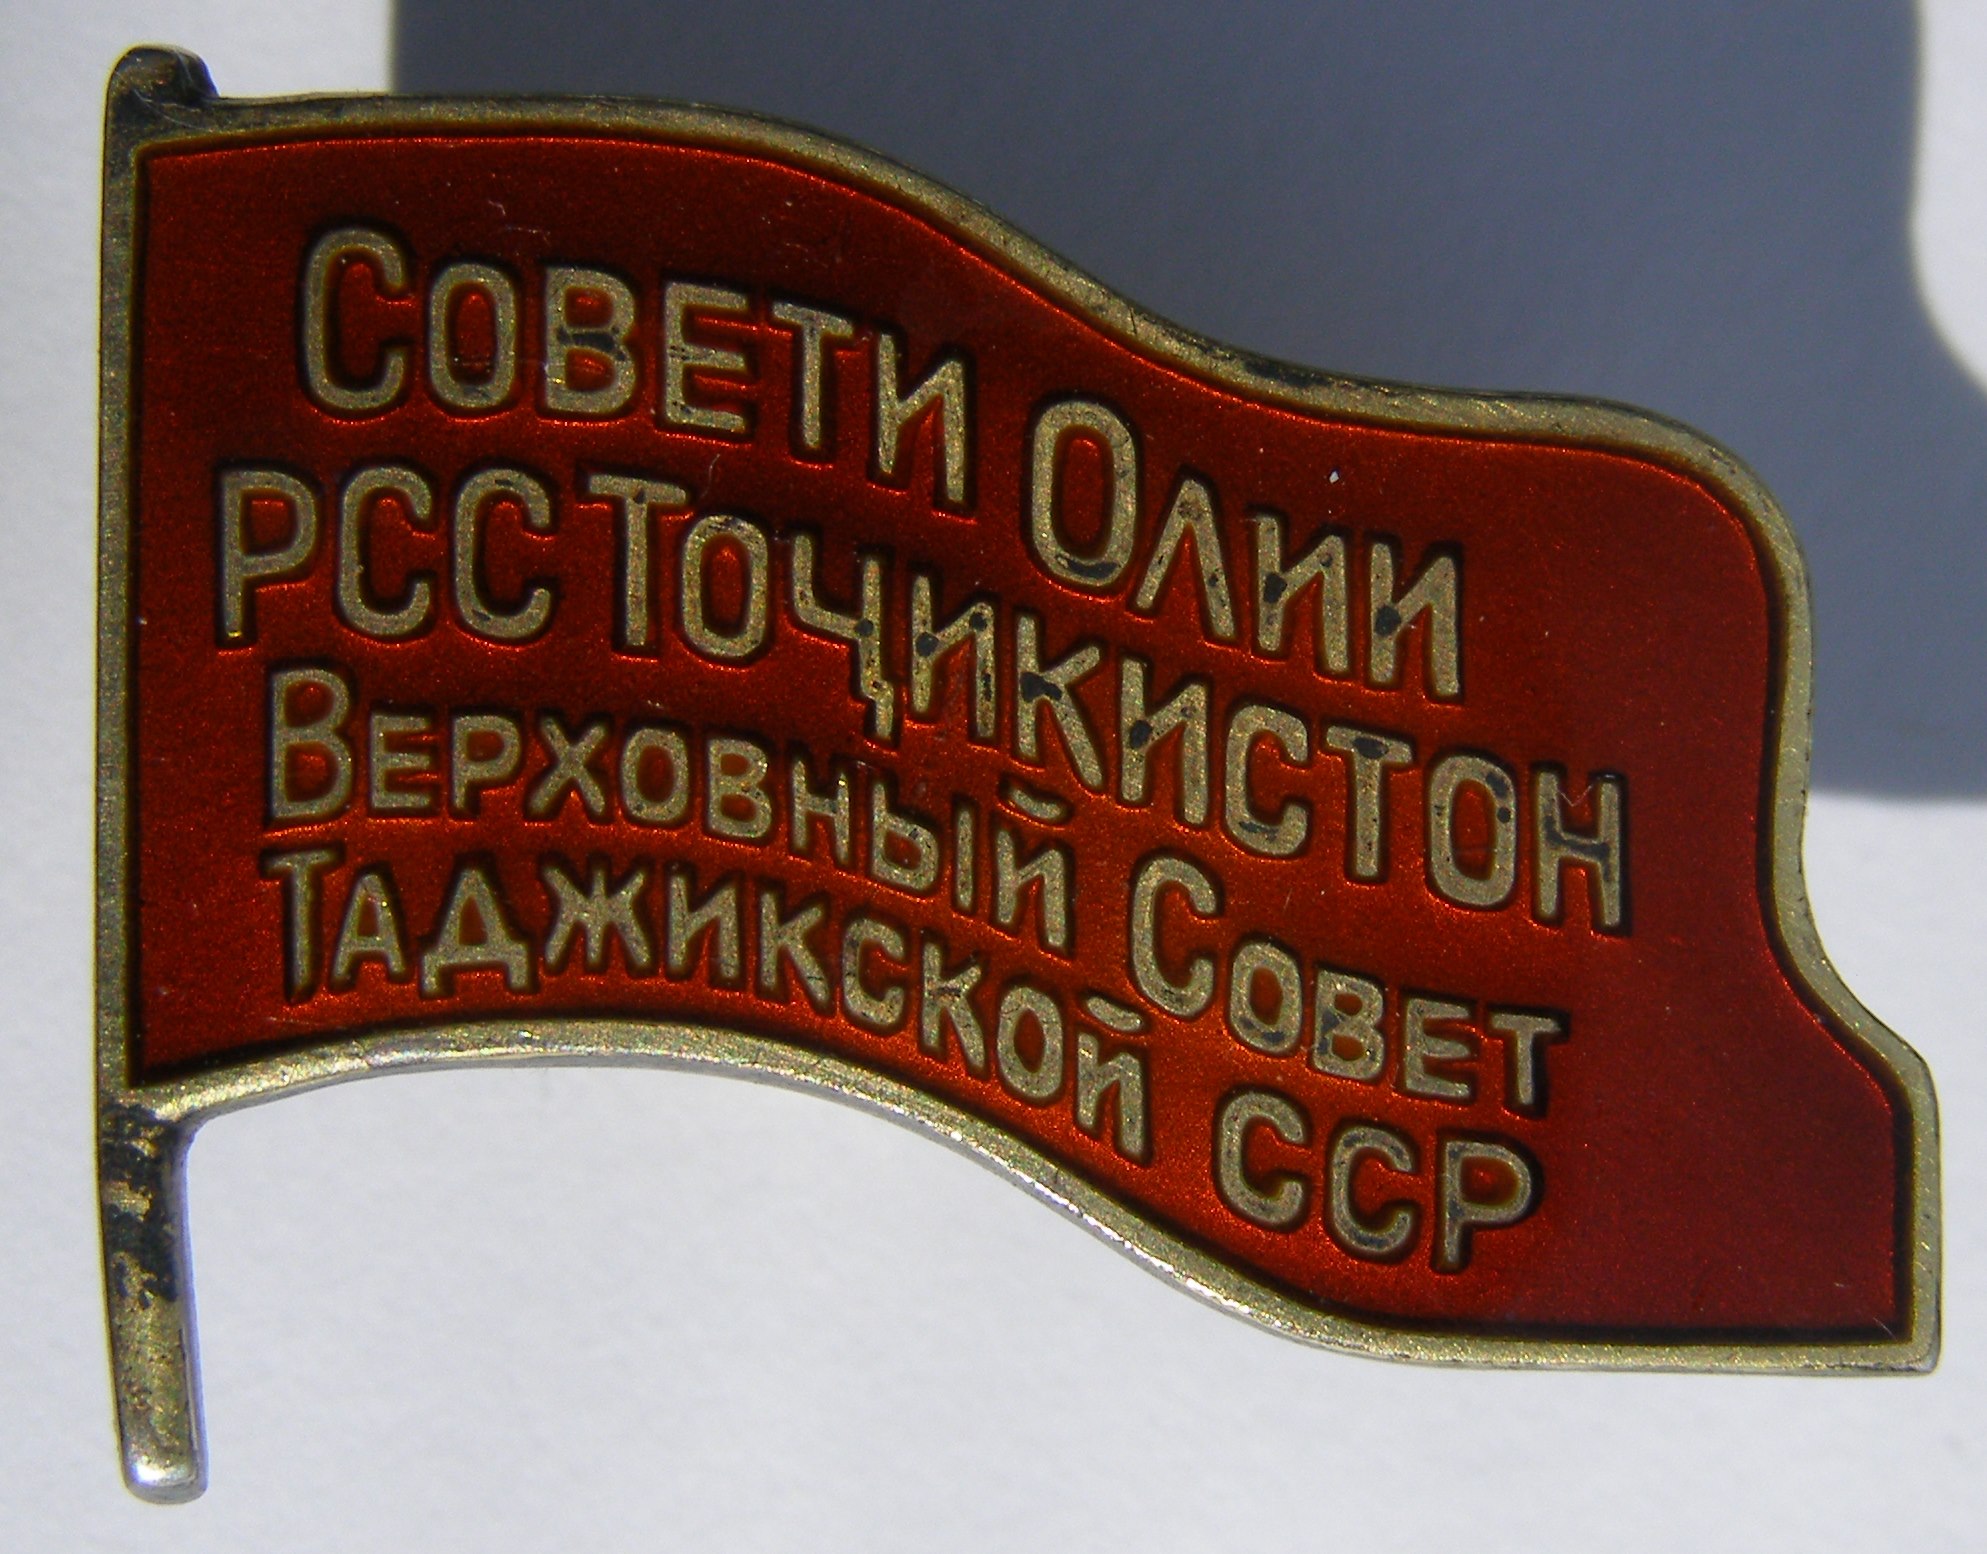 Совети Олии
РСС Тоҷикистон
Верховный Совет
Таджикской ССР